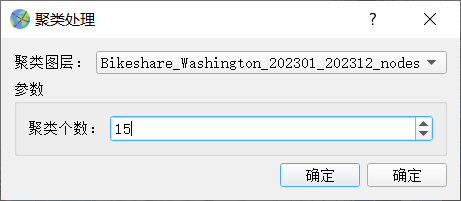 聚类处理
聚类图层： Bikeshare_Washington_202301_202312_nodes
参数
聚类个数： 15
确定 确定